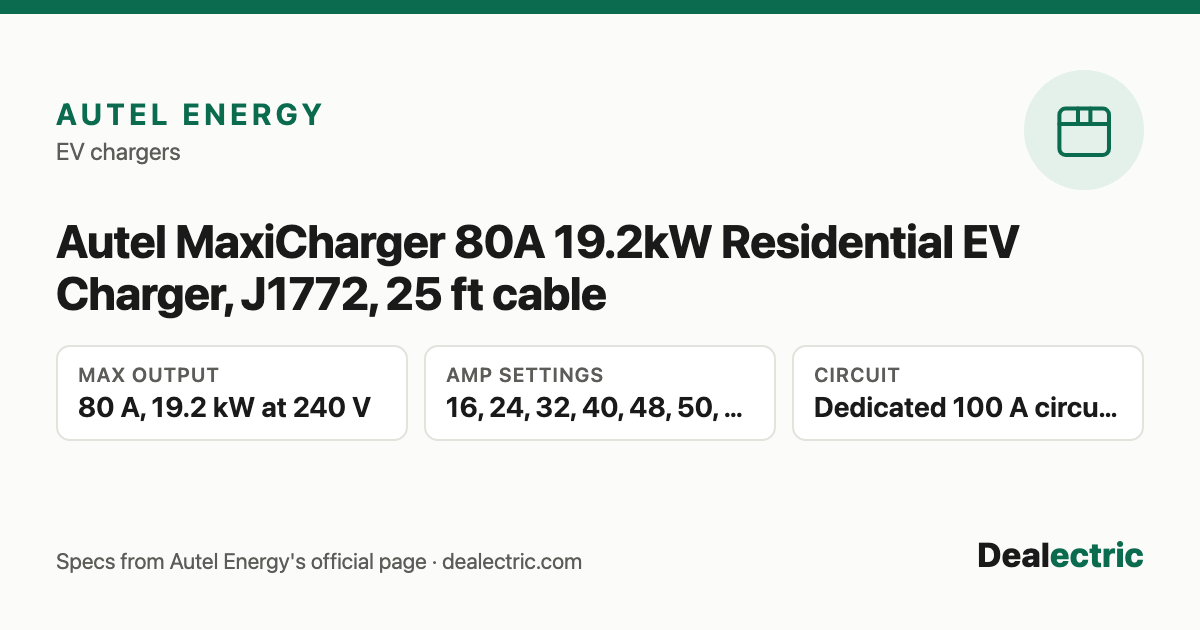 AUTEL ENERGY
EV chargers
Autel MaxiCharger 80A 19.2kW Residential EV
Charger, J1772, 25 ft cable
MAX OUTPUT
80 A, 19.2 kW at 240 V
AMP SETTINGS
16, 24, 32, 40, 48, 50, ...
CIRCUIT
Dedicated 100 A circu...
Specs from Autel Energy's official page · dealectric.com
Dealectric